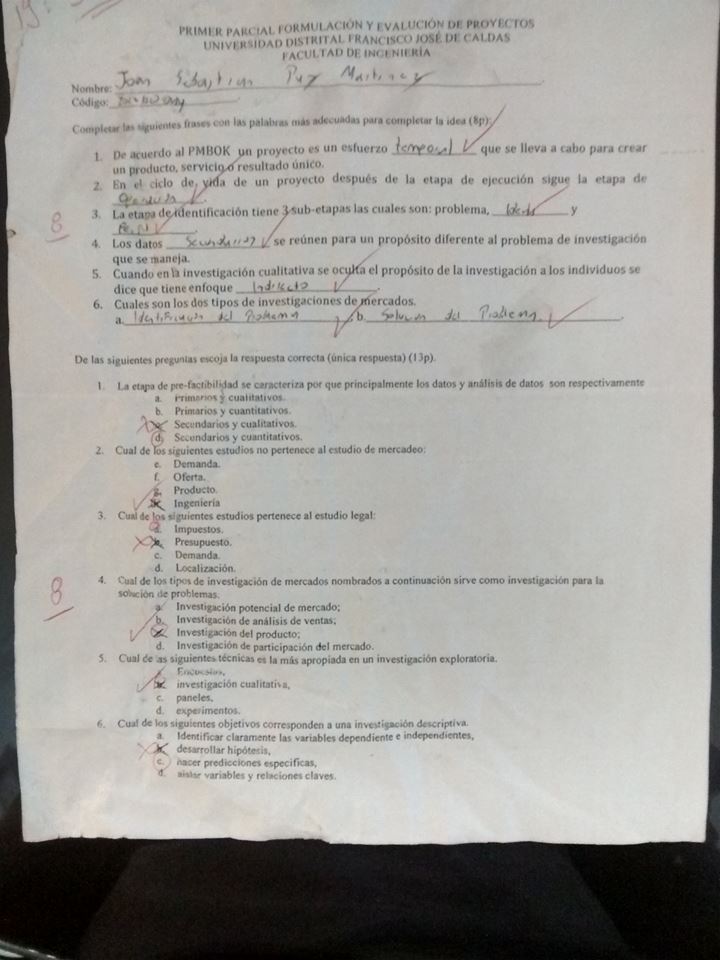 19
PRIMER PARCIAL FORMULACIÓN Y EVALUCIÓN DE PROYECTOS
UNIVERSIDAD DISTRITAL FRANCISCO JOSÉ DE CALDAS
FACULTAD DE INGENIERÍA
Nombre: Joan Sebastian Martinez
Código:
Completar las siguientes frases con las palabras más adecuadas para completar la idea (8p):
1. De acuerdo al PMBOK un proyecto es un esfuerzo temporal que se lleva a cabo para crear
un producto, servicio o resultado único.
2. En el ciclo de vida de un proyecto después de la etapa de ejecución sigue la etapa de
8
3. La etapa de identificación tiene 3 sub-etapas las cuales son: problema, y
4. Los datos Secundarios se reúnen para un propósito diferente al problema de investigación
que se maneja.
5. Cuando en la investigación cualitativa se oculta el propósito de la investigación a los individuos se
dice que tiene enfoque Indirecto.
6. Cuales son los dos tipos de investigaciones de mercados.
a. Identificación del Problema b. Solucion del Problema.
De las siguientes preguntas escoja la respuesta correcta (única respuesta) (13p).
1. La etapa de pre-factibilidad se caracteriza por que principalmente los datos y análisis de datos son respectivamente
a. Primarios y cualitativos.
b. Primarios y cuantitativos.
Secundarios y cualitativos.
d. Secundarios y cuantitativos.
2. Cual de los siguientes estudios no pertenece al estudio de mercadeo:
e. Demanda.
f. Oferta.
g. Producto.
Ingeniería
3. Cual de los siguientes estudios pertenece al estudio legal:
a. Impuestos.
Presupuesto.
c. Demanda.
d. Localización.
8
4. Cual de los tipos de investigación de mercados nombrados a continuación sirve como investigación para la
solución de problemas.
a. Investigación potencial de mercado;
b. Investigación de análisis de ventas;
Investigación del producto;
d. Investigación de participación del mercado.
5. Cual de las siguientes técnicas es la más apropiada en un investigación exploratoria.
Encuestas,
investigación cualitativa,
c. paneles,
d. experimentos.
6. Cual de los siguientes objetivos corresponden a una investigación descriptiva.
a. Identificar claramente las variables dependiente e independientes,
desarrollar hipótesis,
c. hacer predicciones especificas,
d. aislar variables y relaciones claves.